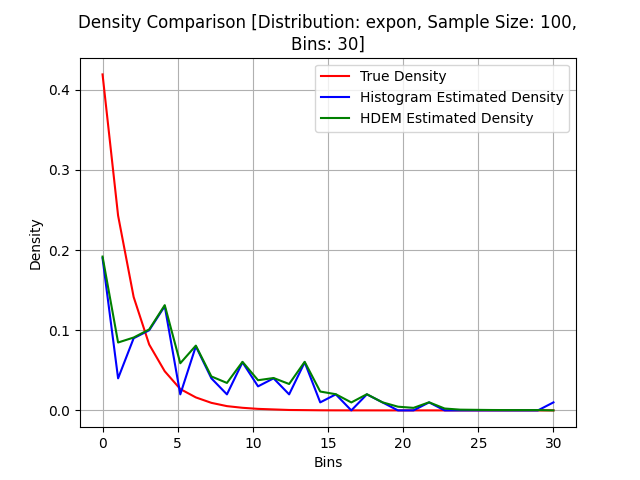 Density Comparison [Distribution: expon, Sample Size: 100,
Bins: 30]
True Density
Histogram Estimated Density
HDEM Estimated Density
Density
0.4
0.3
0.2
0.1
0.0
0 5 10 15 20 25 30
Bins